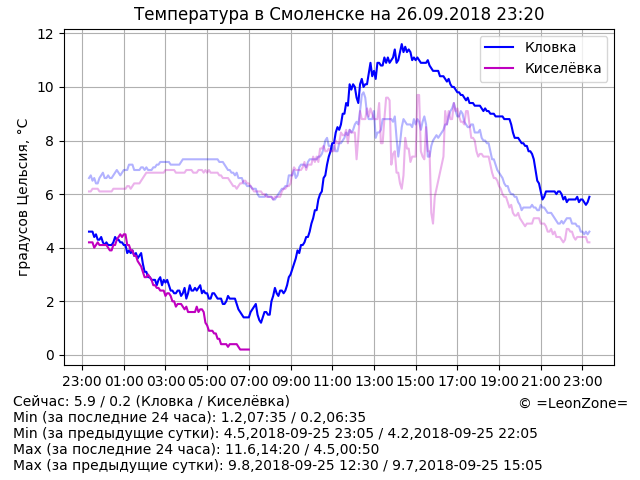 Температура в Смоленске на 26.09.2018 23:20
Кловка
Киселёвка
градусов Цельсия, °C
12
10
8
6
4
2
0
23:00 01:00 03:00 05:00 07:00 09:00 11:00 13:00 15:00 17:00 19:00 21:00 23:00
Сейчас: 5.9 / 0.2 (Кловка / Киселёвка)
© =LeonZone=
Min (за последние 24 часа): 1.2,07:35 / 0.2,06:35
Min (за предыдущие сутки): 4.5,2018-09-25 23:05 / 4.2,2018-09-25 22:05
Max (за последние 24 часа): 11.6,14:20 / 4.5,00:50
Max (за предыдущие сутки): 9.8,2018-09-25 12:30 / 9.7,2018-09-25 15:05